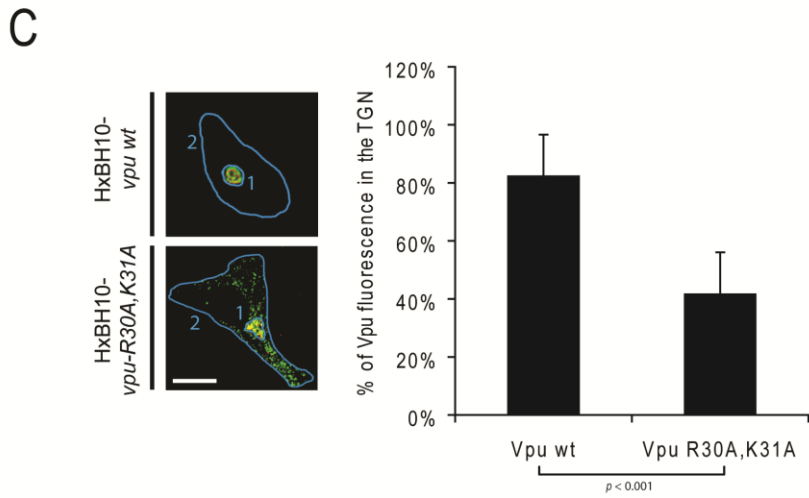 C
HxBH10-
vpu wt
2
1
HxBH10-
vpu-R30A,K31A
1
2
% of Vpu fluorescence in the TGN
120%
100%
80%
60%
40%
20%
0%
Vpu wt
Vpu R30A,K31A
p < 0.001